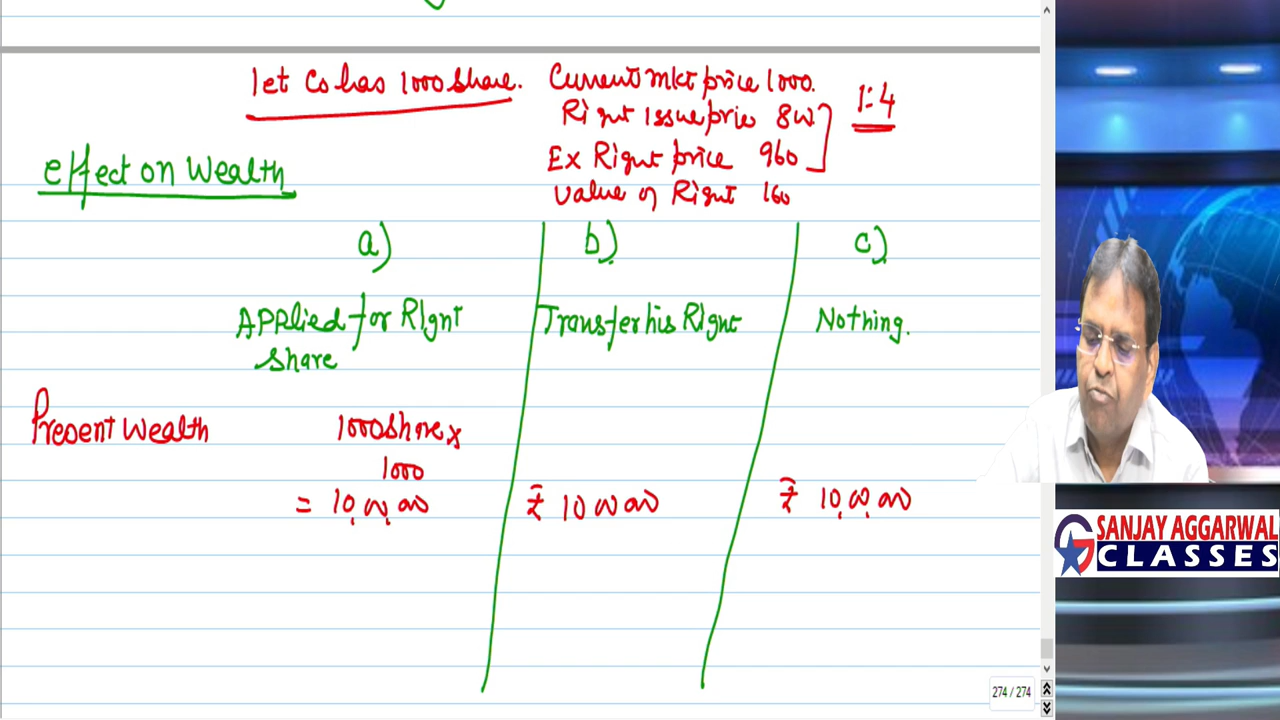 let Co has 1000 share. Current mkt price 1000.
Right Issue price 800
1:4
Ex Right price 960
Value of Right 160
Effect on Wealth
a) b) c)
Applied for Right Transfer his Right Nothing.
Share
Present Wealth 1000 share x
1000
= 10,00,000 ₹ 10 00 000 ₹ 10,00,000
SANJAY AGGARWAL
CLASSES
274 / 274